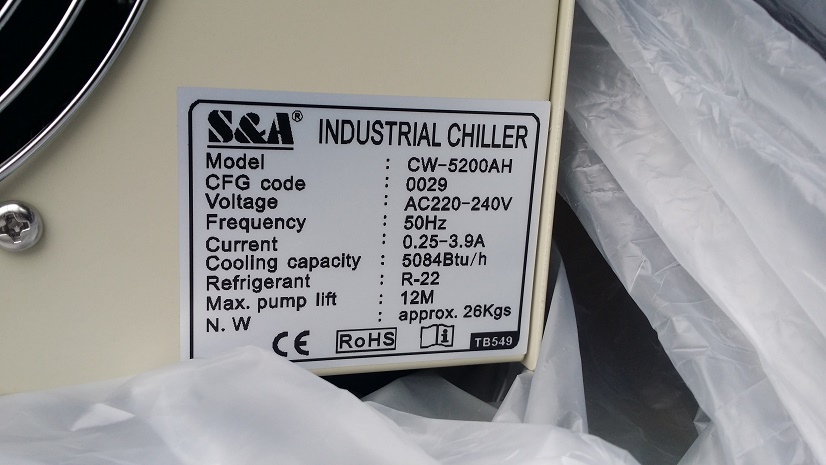 S&A® INDUSTRIAL CHILLER
Model : CW-5200AH
CFG code : 0029
Voltage : AC220-240V
Frequency : 50Hz
Current : 0.25-3.9A
Cooling capacity : 5084Btu/h
Refrigerant : R-22
Max. pump lift : 12M
N. W : approx. 26Kgs
CE RoHS i TB549